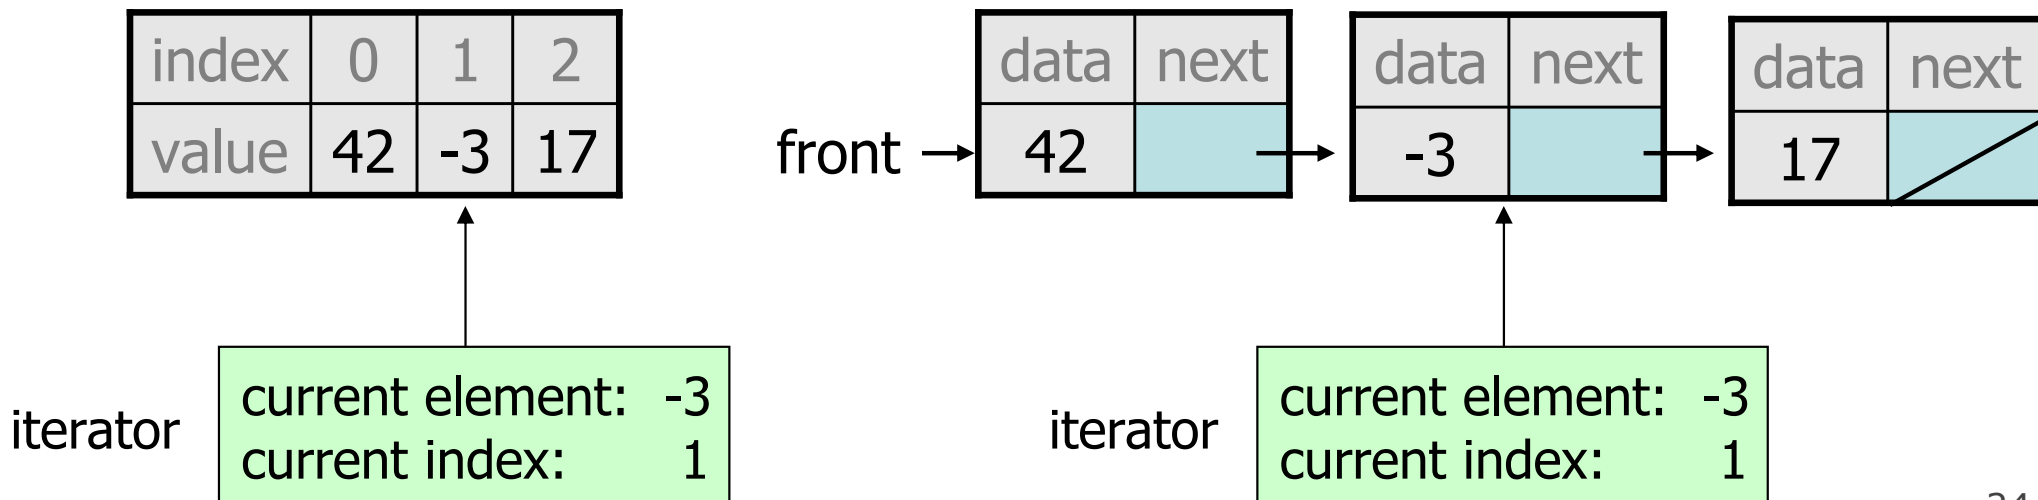 index 0 1 2
value 42 -3 17
iterator
current element: -3
current index: 1
front
data next
42
data next
-3
data next
17
iterator
current element: -3
current index: 1